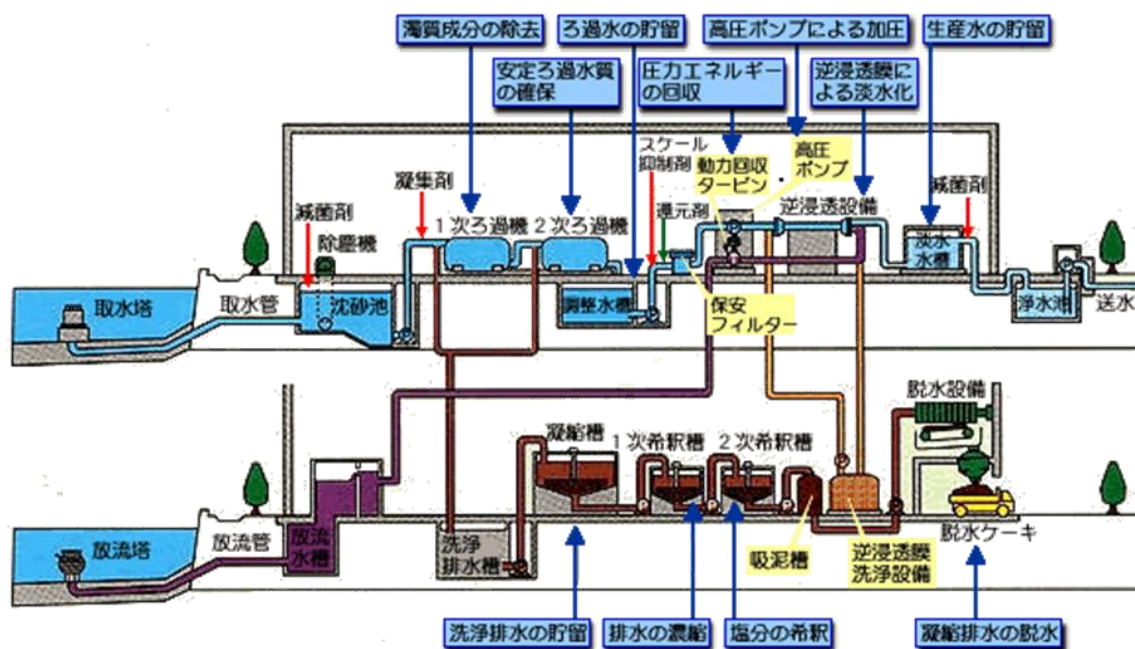 濁質成分の除去
ろ過水の貯留
高圧ポンプによる加圧
生産水の貯留
安定ろ過水質
の確保
圧力エネルギー
の回収
逆浸透膜に
よる淡水化
スケール
抑制剤
動力回収
タービン
高圧
ポンプ
凝集剤
減菌剤
1次ろ過機
2次ろ過機
還元剤
逆浸透設備
減菌剤
除塵機
淡水
水槽
取水塔
取水管
沈砂池
調整水槽
保安
フィルター
浄水池
送水
脱水設備
凝縮槽
1次希釈槽
2次希釈槽
放流塔
放流管
放流
水槽
洗浄
排水槽
吸泥槽
逆浸透膜
洗浄設備
脱水ケーキ
洗浄排水の貯留
排水の濃縮
塩分の希釈
凝縮排水の脱水